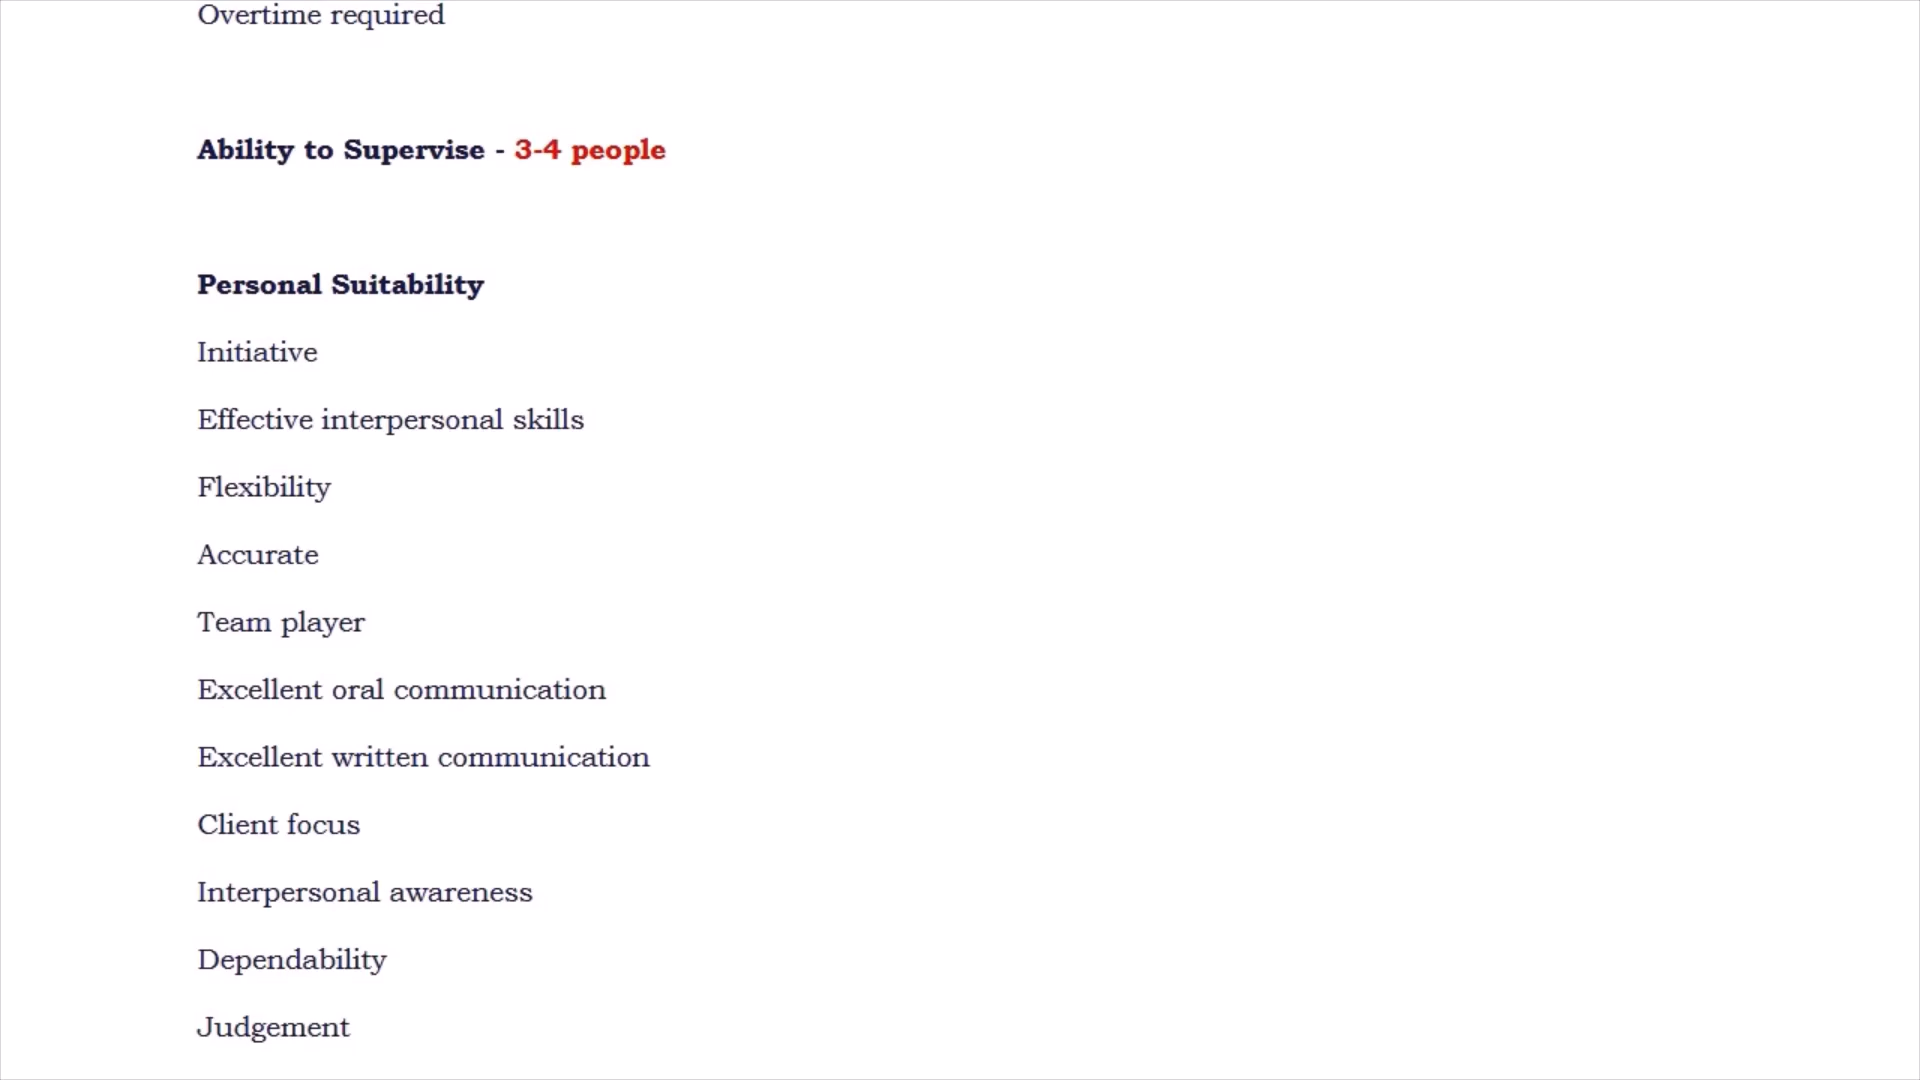 Overtime required
Ability to Supervise - 3-4 people
Personal Suitability
Initiative
Effective interpersonal skills
Flexibility
Accurate
Team player
Excellent oral communication
Excellent written communication
Client focus
Interpersonal awareness
Dependability
Judgement